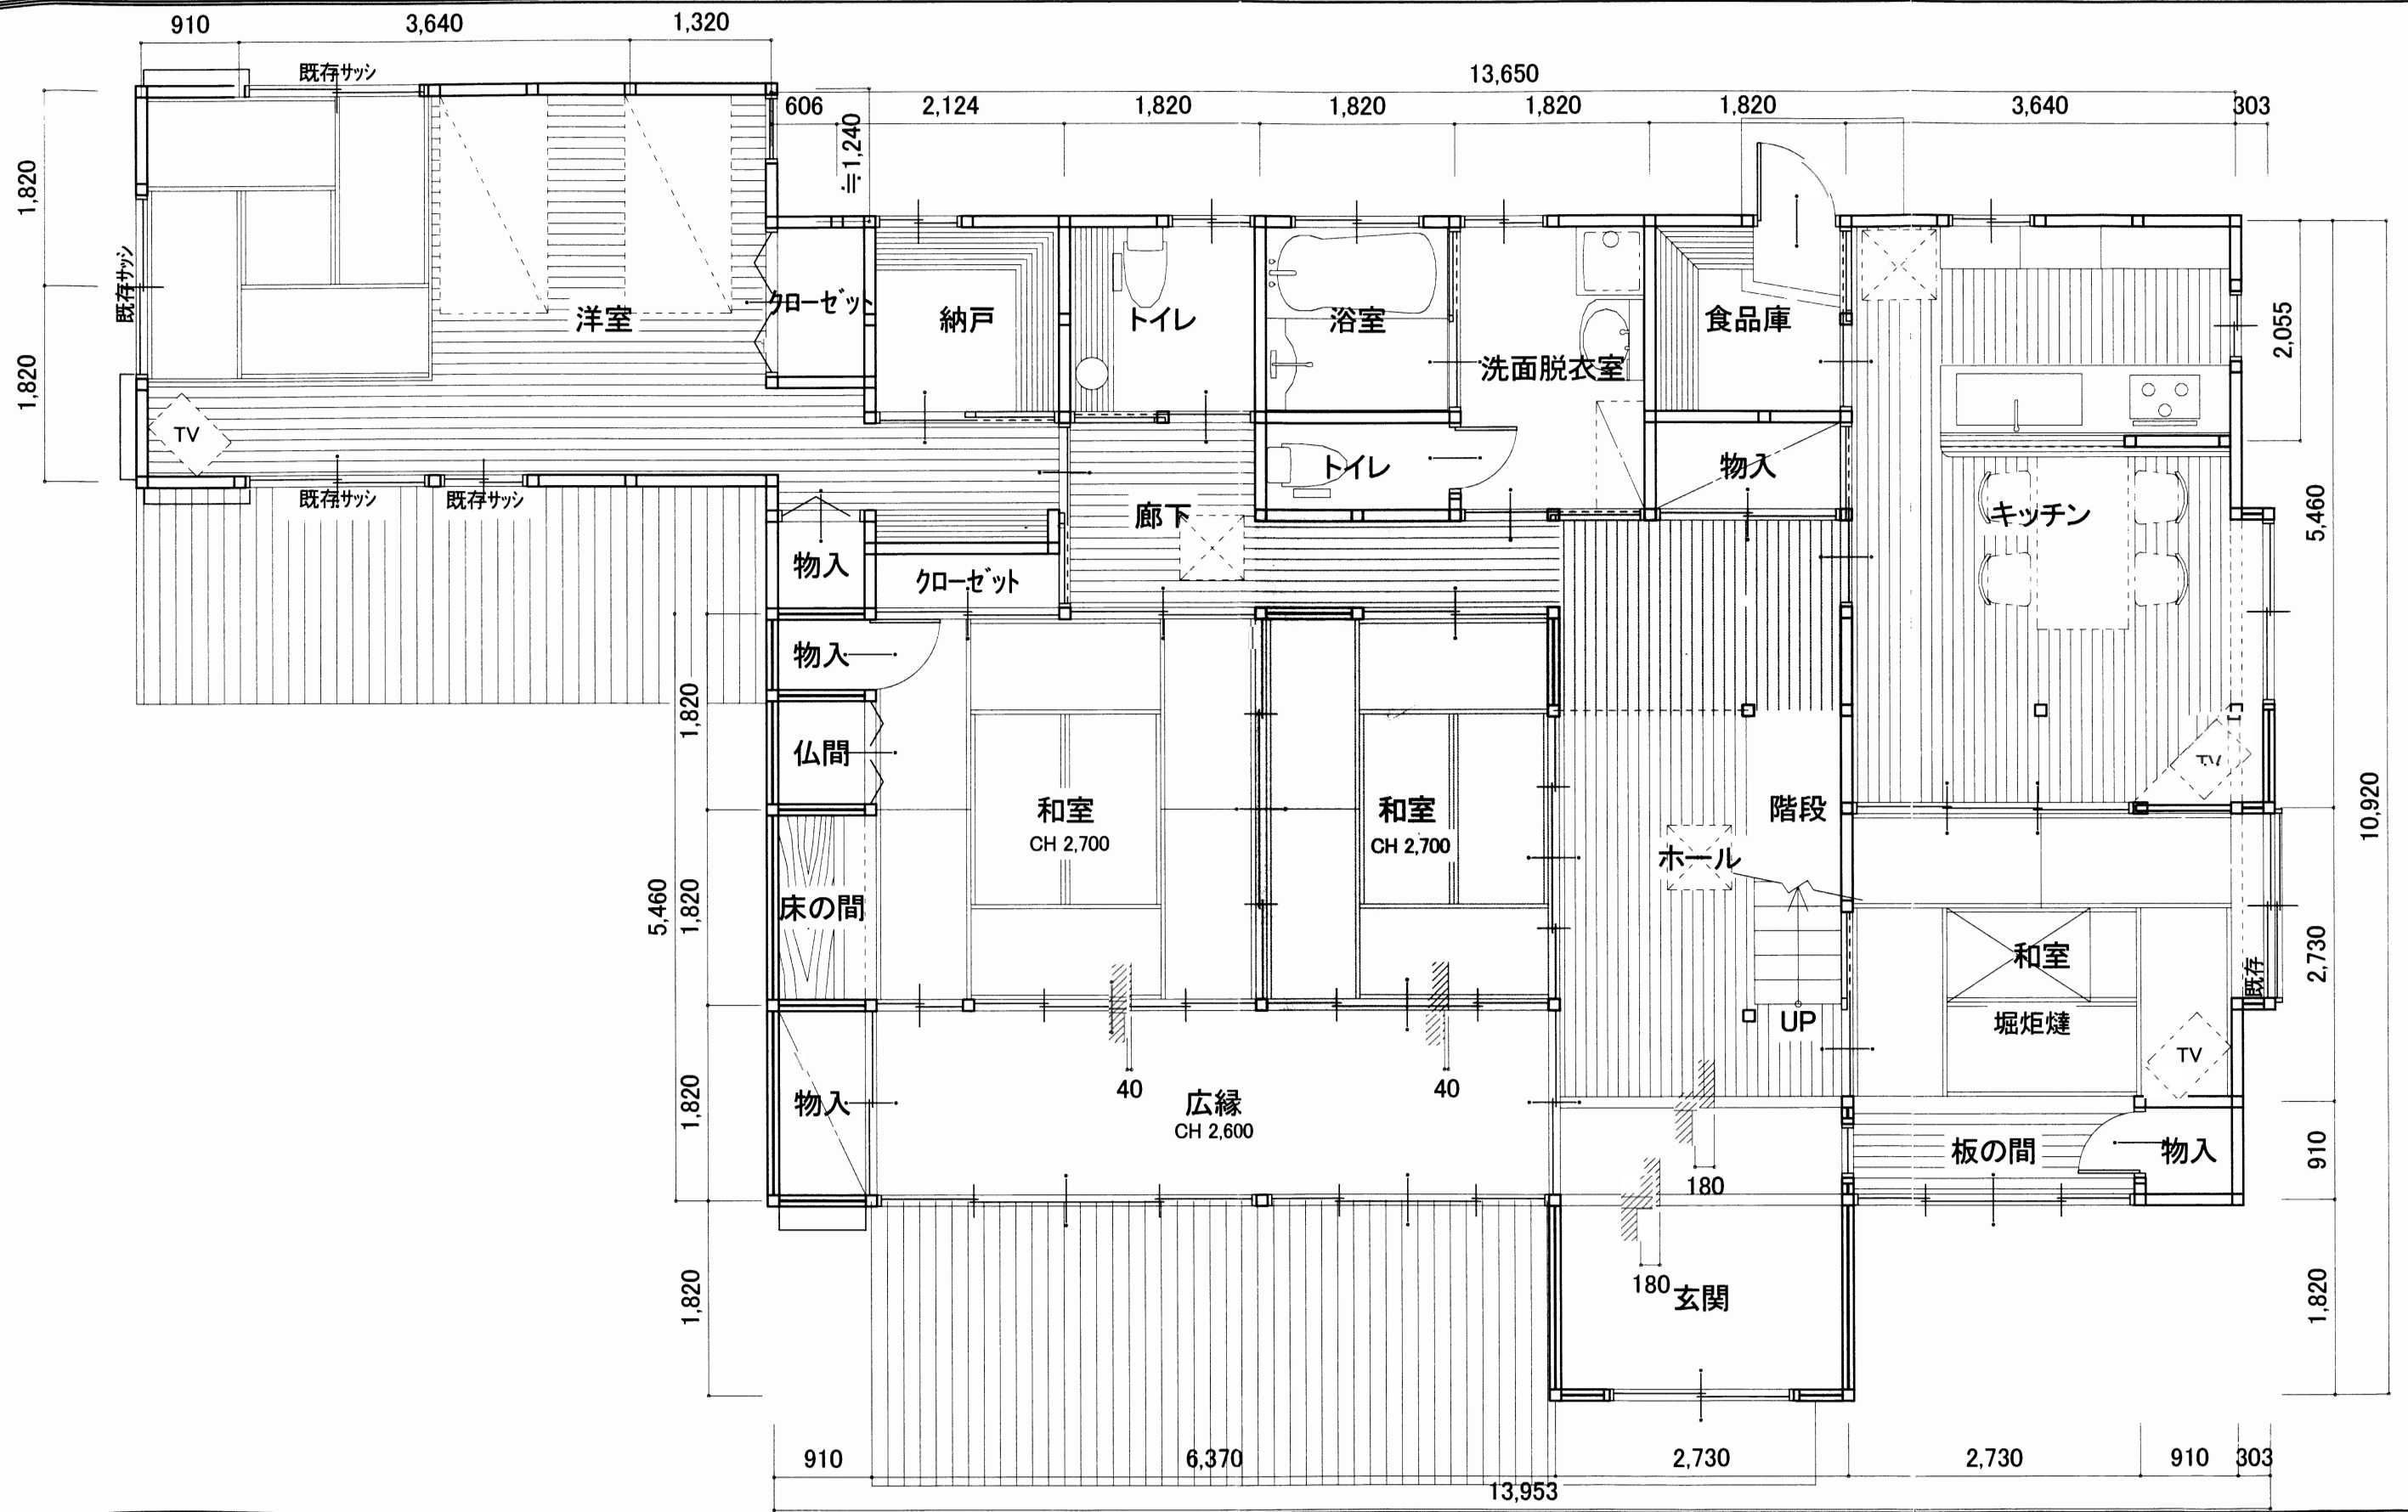 910
3,640
1,320
既存サッシ
13,650
606
2,124
1,820
1,820
1,820
1,820
3,640
303
≒1,240
1,820
1,820
既存サッシ
洋室
クローゼット
納戸
トイレ
浴室
洗面脱衣室
食品庫
2,055
TV
トイレ
物入
既存サッシ
既存サッシ
廊下
キッチン
5,460
物入
クローゼット
物入
1,820
仏間
TV
和室
CH 2,700
和室
CH 2,700
階段
ホール
10,920
5,460
1,820
床の間
和室
2,730
既存
UP
堀炬燵
TV
40
40
1,820
物入
広縁
CH 2,600
板の間
物入
910
180
180
玄関
1,820
1,820
910
6,370
2,730
2,730
910
303
13,953